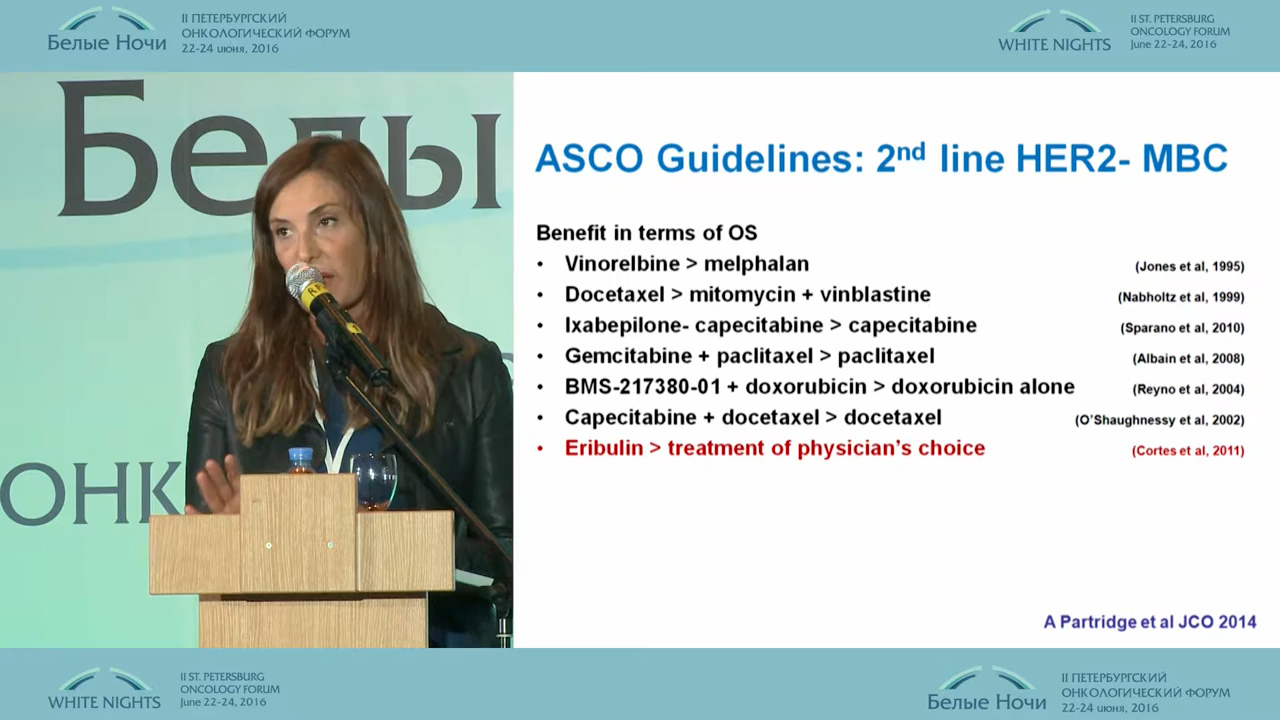 Белые Ночи
II ПЕТЕРБУРГСКИЙ
ОНКОЛОГИЧЕСКИЙ ФОРУМ
22-24 июня, 2016
WHITE NIGHTS
II ST. PETERSBURG
ONCOLOGY FORUM
June 22-24, 2016
Белы
ОНК
ASCO Guidelines: 2nd line HER2- MBC
Benefit in terms of OS
• Vinorelbine > melphalan (Jones et al, 1995)
• Docetaxel > mitomycin + vinblastine (Nabholtz et al, 1999)
• Ixabepilone- capecitabine > capecitabine (Sparano et al, 2010)
• Gemcitabine + paclitaxel > paclitaxel (Albain et al, 2008)
• BMS-217380-01 + doxorubicin > doxorubicin alone (Reyno et al, 2004)
• Capecitabine + docetaxel > docetaxel (O'Shaughnessy et al, 2002)
• Eribulin > treatment of physician's choice (Cortes et al, 2011)
A Partridge et al JCO 2014
WHITE NIGHTS
II ST. PETERSBURG
ONCOLOGY FORUM
June 22-24, 2016
Белые Ночи
II ПЕТЕРБУРГСКИЙ
ОНКОЛОГИЧЕСКИЙ ФОРУМ
22-24 июня, 2016